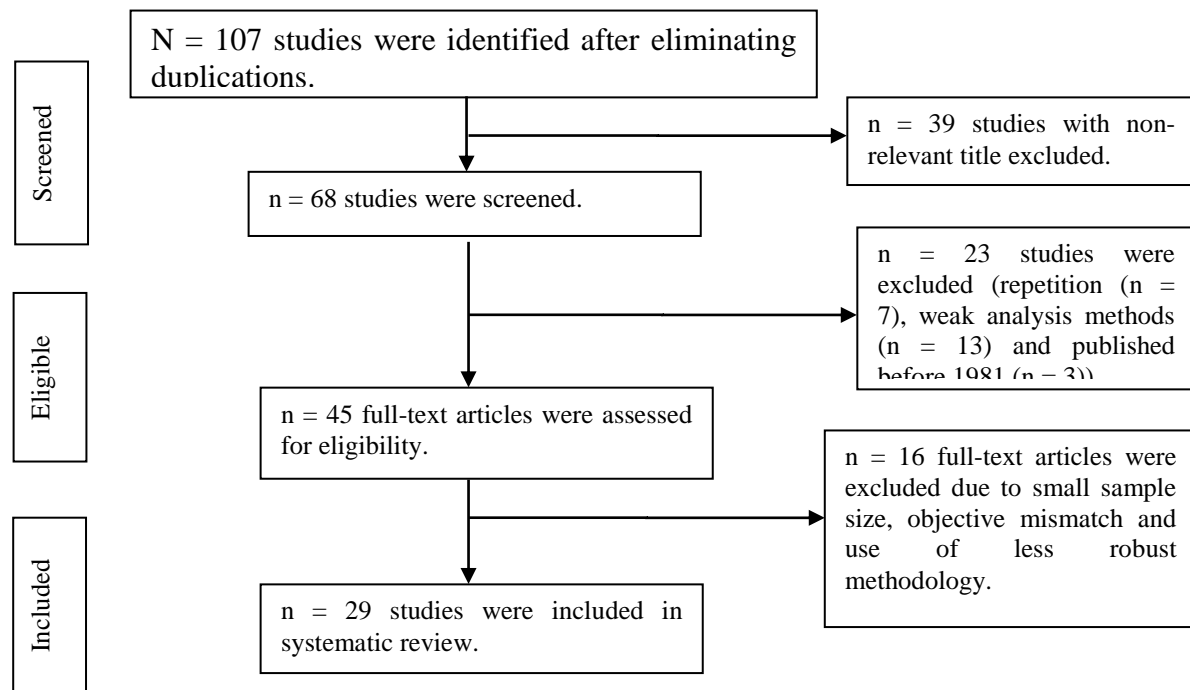 N = 107 studies were identified after eliminating
duplications.
Screened
n = 39 studies with non-
relevant title excluded.
n = 68 studies were screened.
n = 23 studies were
excluded (repetition (n =
7), weak analysis methods
(n = 13) and published
before 1981 (n = 3))
Eligible
n = 45 full-text articles were assessed
for eligibility.
n = 16 full-text articles were
excluded due to small sample
size, objective mismatch and
use of less robust
methodology.
Included
n = 29 studies were included in
systematic review.